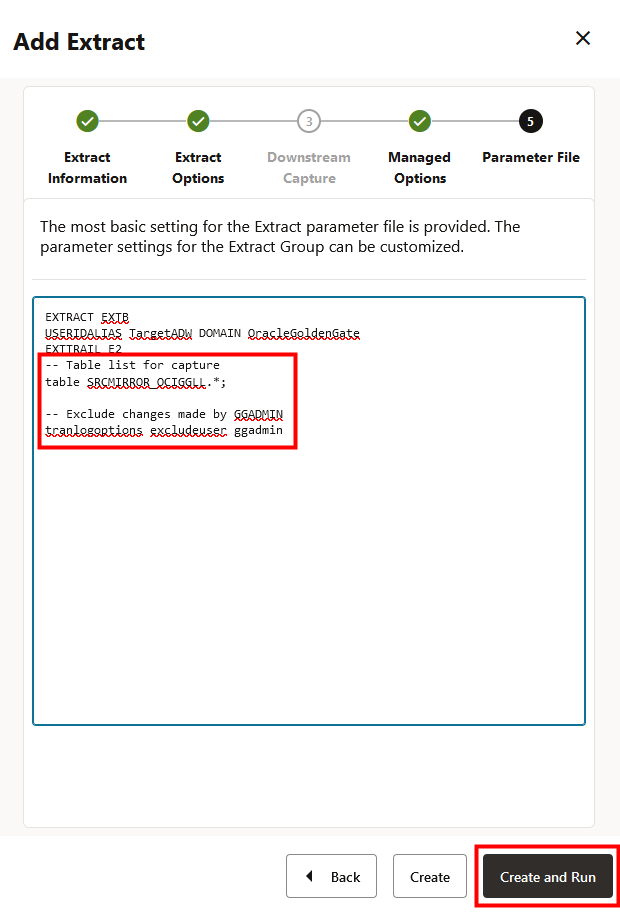 Add Extract
3
5
Extract Information
Extract Options
Downstream Capture
Managed Options
Parameter File
The most basic setting for the Extract parameter file is provided. The
parameter settings for the Extract Group can be customized.
EXTRACT EXTB
USERIDALIAS TargetADW DOMAIN OracleGoldenGate
EXTTRAIL E2
-- Table list for capture
table SRCMIRROR_OCIGGLL.*;
-- Exclude changes made by GGADMIN
tranlogoptions excludeuser ggadmin
Back
Create
Create and Run